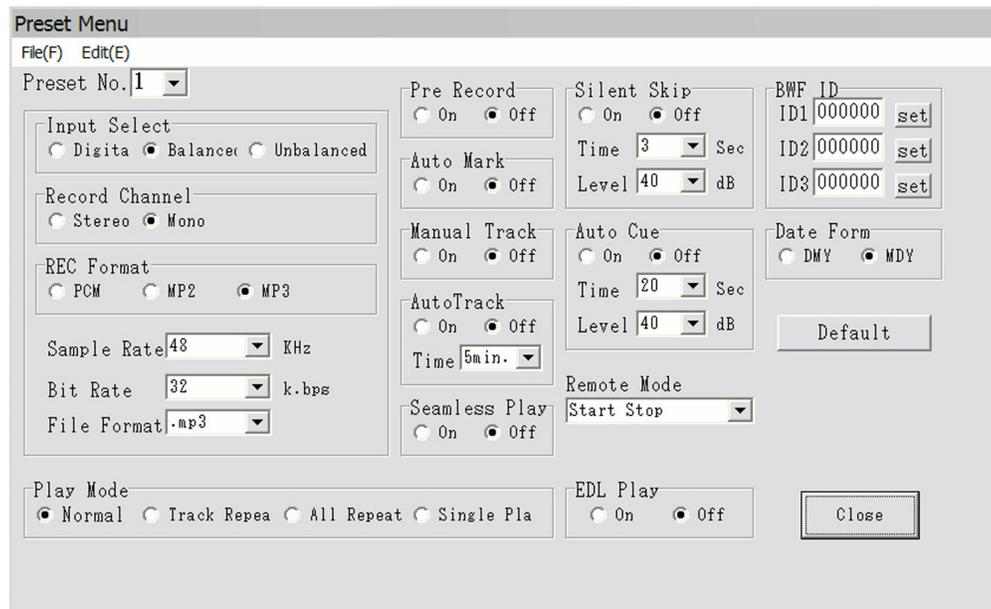 Preset Menu
File(F) Edit(E)
Preset No. 1
Input Select
Digita Balanced Unbalanced
Record Channel
Stereo Mono
REC Format
PCM MP2 MP3
Sample Rate 48 KHz
Bit Rate 32 k.bps
File Format .mp3
Pre Record
On Off
Auto Mark
On Off
Manual Track
On Off
AutoTrack
On Off
Time 5min.
Seamless Play
On Off
Silent Skip
On Off
Time 3 Sec
Level 40 dB
Auto Cue
On Off
Time 20 Sec
Level 40 dB
Remote Mode
Start Stop
BWF ID
ID1 000000 set
ID2 000000 set
ID3 000000 set
Date Form
DMY MDY
Default
Play Mode
Normal Track Repea All Repeat Single Pla
EDL Play
On Off
Close